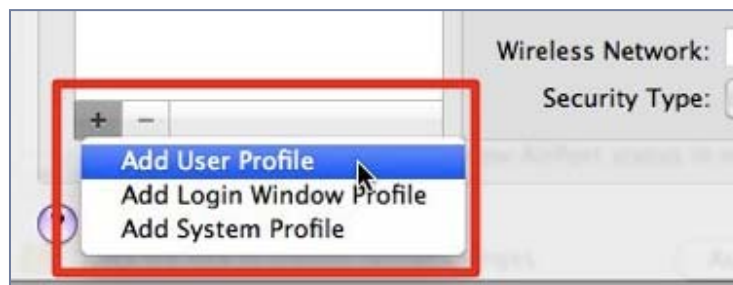 Wireless Network:
Security Type:
+ −
Add User Profile
Add Login Window Profile
Add System Profile
?